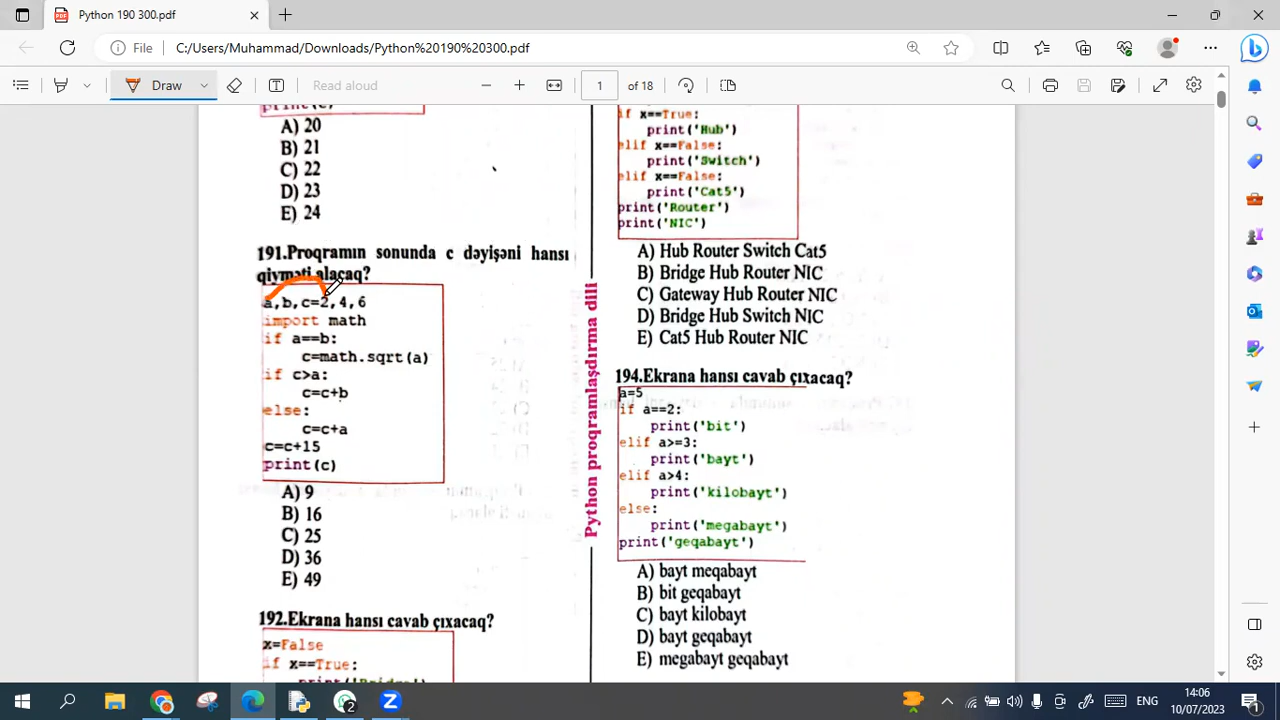 Python 190 300.pdf
File
C:/Users/Muhammad/Downloads/Python%20190%20300.pdf
Draw
Read aloud
1
of 18
print(c)
A) 20
B) 21
C) 22
D) 23
E) 24
191.Proqramın sonunda c dəyişəni hansı
qiyməti alacaq?
a,b,c=2,4,6
import math
if a==b:
c=math.sqrt(a)
if c>a:
c=c+b
else:
c=c+a
c=c+15
print(c)
A) 9
B) 16
C) 25
D) 36
E) 49
192.Ekrana hansı cavab çıxacaq?
x=False
if x==True:
Python proqramlaşdırma dili
if x==True:
print('Hub')
elif x==False:
print('Switch')
elif x==False:
print('Cat5')
print('Router')
print('NIC')
A) Hub Router Switch Cat5
B) Bridge Hub Router NIC
C) Gateway Hub Router NIC
D) Bridge Hub Switch NIC
E) Cat5 Hub Router NIC
194.Ekrana hansı cavab çıxacaq?
a=5
if a==2:
print('bit')
elif a>=3:
print('bayt')
elif a>4:
print('kilobayt')
else:
print('megabayt')
print('geqabayt')
A) bayt meqabayt
B) bit geqabayt
C) bayt kilobayt
D) bayt geqabayt
E) megabayt geqabayt
ENG
14:06
10/07/2023